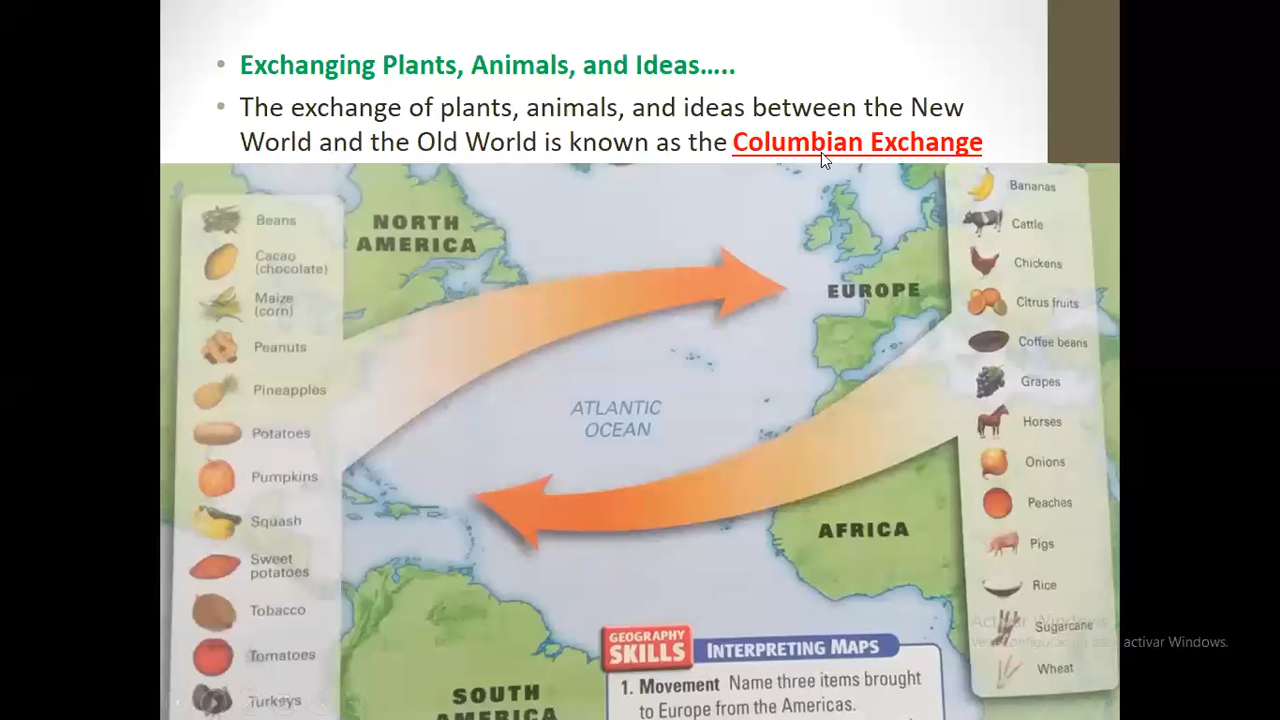 Exchanging Plants, Animals, and Ideas…..
The exchange of plants, animals, and ideas between the New
World and the Old World is known as the Columbian Exchange
Beans
Cacao
(chocolate)
Maize
(corn)
Peanuts
Pineapples
Potatoes
Pumpkins
Squash
Sweet
potatoes
Tobacco
Tomatoes
Turkeys
NORTH
AMERICA
EUROPE
ATLANTIC
OCEAN
AFRICA
SOUTH
AMERICA
Bananas
Cattle
Chickens
Citrus fruits
Coffee beans
Grapes
Horses
Onions
Peaches
Pigs
Rice
Sugarcane
Wheat
Activar Windows
activar Windows.
GEOGRAPHY
SKILLS
INTERPRETING MAPS
1. Movement Name three items brought
to Europe from the Americas.